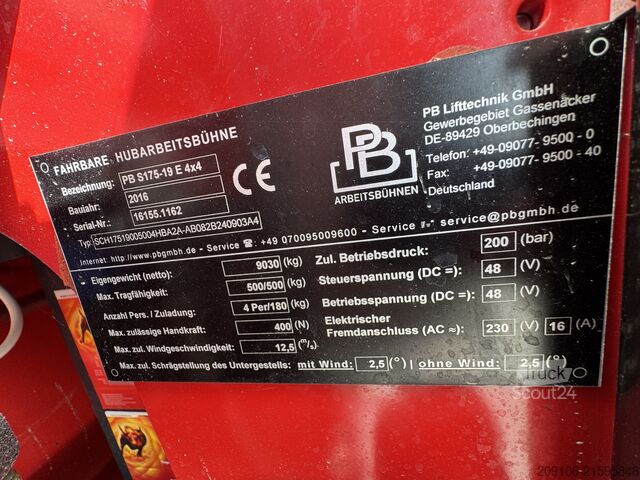 FAHRBARE HUBARBEITSBÜHNE
Bezeichnung: PB S175-19 E 4x4
Baujahr: 2016
Serial-Nr.: 16155.1162
Typ: SCH17519005004HBA2A-AB082B240903A4
CE
PB
ARBEITSBÜHNEN
PB Lifttechnik GmbH
Gewerbegebiet Gassenäcker
DE-89429 Oberbechingen
Telefon: +49-09077- 9500 - 0
Fax: +49-09077- 9500 - 40
Deutschland
Internet: http://www.pbgmbh.de - Service ☎: +49 070095009600 - Service service@pbgmbh.de
Eigengewicht (netto): 9030 (kg)
Max. Tragfähigkeit: 500/500 (kg)
Anzahl Pers. / Zuladung: 4 Per/180 (kg)
Max. zulässige Handkraft: 400 (N)
Max. zul. Windgeschwindigkeit: 12,5 (m/s)
Zul. Betriebsdruck: 200 (bar)
Steuerspannung (DC =): 48 (V)
Betriebsspannung (DC =): 48 (V)
Elektrischer
Fremdanschluss (AC ≈): 230 (V) 16 (A)
Max. zul. Schrägstellung des Untergestells: mit Wind: 2,5 (°) | ohne Wind: 2,5 (°)
Truck
Scout24
209106-21595848